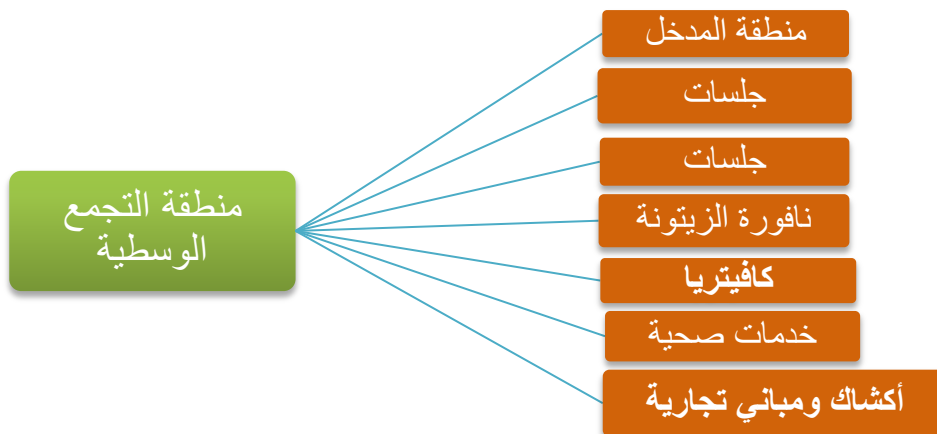 منطقة المدخل
جلسات
جلسات
منطقة التجمع
الوسطية
نافورة الزيتونة
كافيتريا
خدمات صحية
أكشاك ومباني تجارية